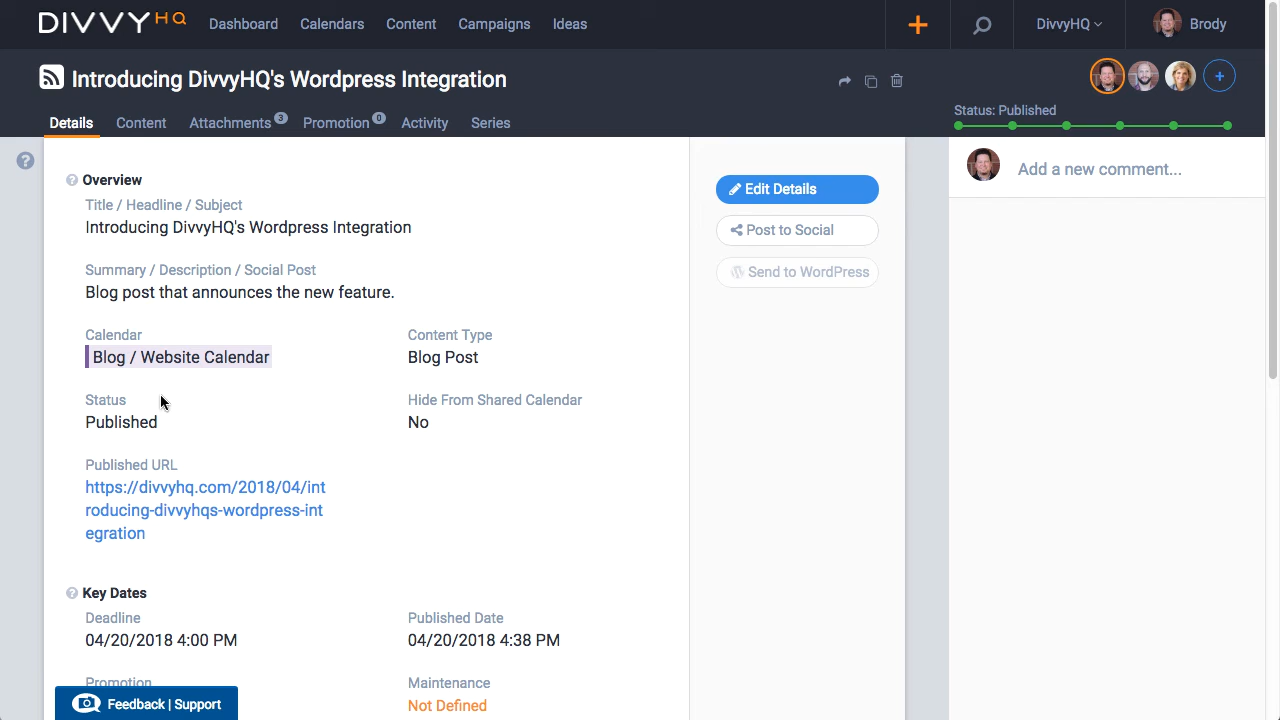 DIVVYHQ Dashboard Calendars Content Campaigns Ideas + DivvyHQ Brody
Introducing DivvyHQ's Wordpress Integration
Status: Published
Details Content Attachments 3 Promotion 0 Activity Series
? Overview
Title / Headline / Subject
Introducing DivvyHQ's Wordpress Integration
Summary / Description / Social Post
Blog post that announces the new feature.
Calendar Content Type
Blog / Website Calendar Blog Post
Status Hide From Shared Calendar
Published No
Published URL
https://divvyhq.com/2018/04/int
roducing-divvyhqs-wordpress-int
egration
? Key Dates
Deadline Published Date
04/20/2018 4:00 PM 04/20/2018 4:38 PM
Promotion Maintenance
Not Defined
Feedback | Support
?
Edit Details
Post to Social
Send to WordPress
+
Add a new comment...